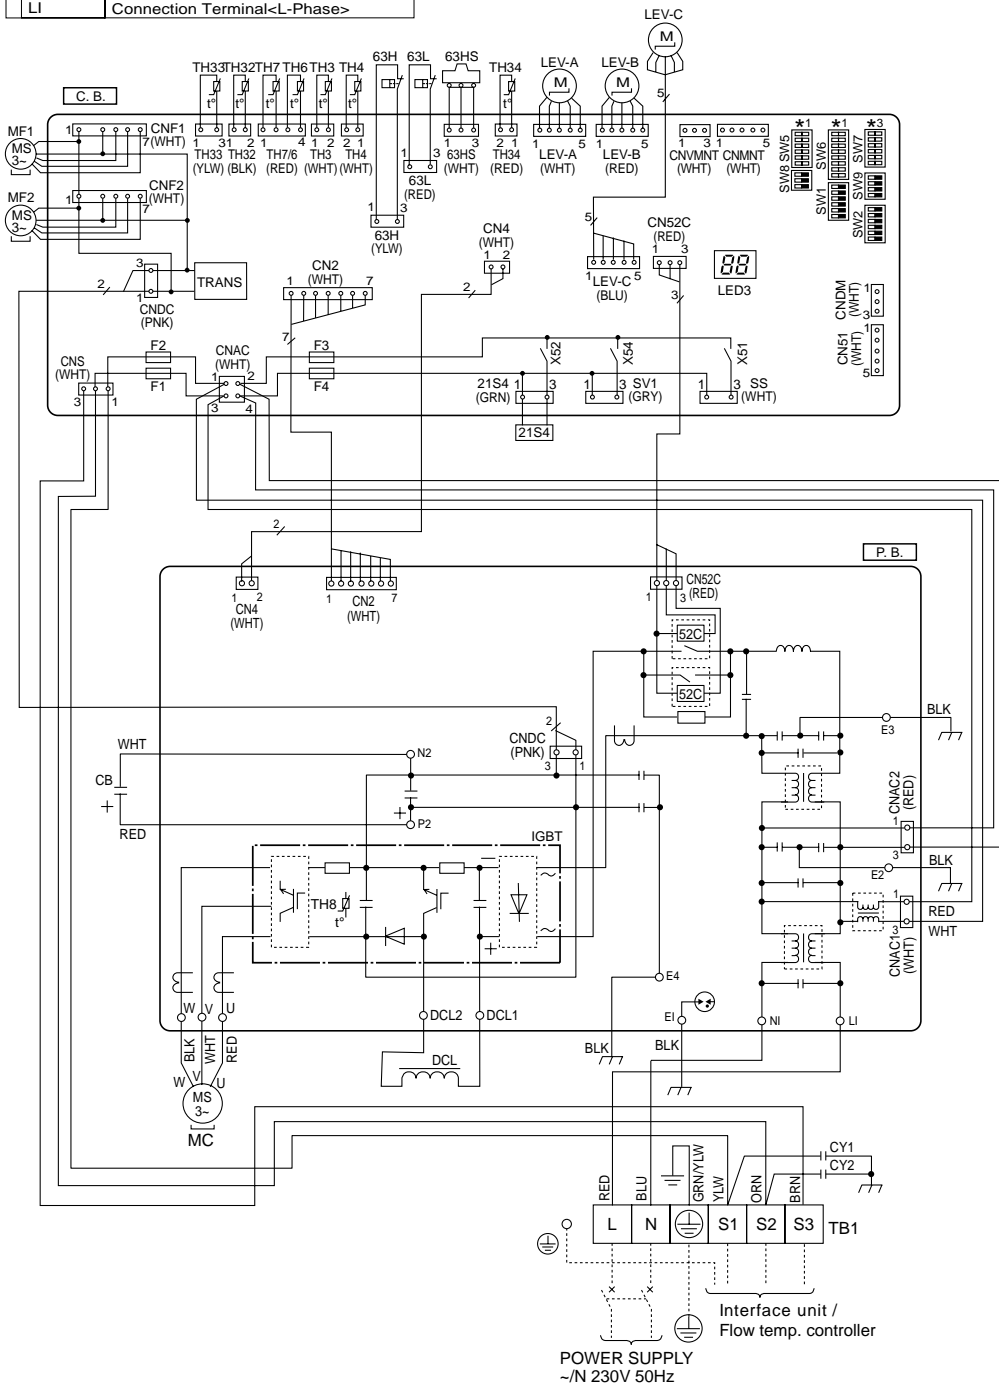 LI Connection Terminal<L-Phase>
LEV-C
M
5
C. B.
TH33 TH32 TH7 TH6 TH3 TH4 63H 63L 63HS TH34 LEV-A LEV-B
t° t° t° t° t° t° t°
M M
MF1
MS
3~
1 7 CNF1
(WHT)
MF2
MS
3~
1 7 CNF2
(WHT)
1 3 1 2 1 4 1 2 2 1 1 3 2 1 1 5 1 5 1 3 1 5
TH33
(YLW)
TH32
(BLK)
TH7/6
(RED)
TH3
(WHT)
TH4
(WHT)
63HS
(WHT)
TH34
(RED)
LEV-A
(WHT)
LEV-B
(RED)
CNVMNT
(WHT)
CNMNT
(WHT)
1 3
63L
(RED)
1 3
63H
(YLW)
*1 *1 *3
SW5 SW6 SW7
SW8 SW1 SW9
SW2
2
3
1
CNDC
(PNK)
TRANS
CN2
(WHT)
1 7
7
CN4
(WHT)
1 2
2
5
1 5
LEV-C
(BLU)
CN52C
(RED)
1 3
3
88
LED3
CNDM
(WHT)
1
3
CN51
(WHT)
1
5
CNS
(WHT)
3 1
F2
F1
CNAC
(WHT)
1 2
3 4
F3
F4
X52 X54 X51
21S4
(GRN)
1 3
21S4
1 3
SV1
(GRY)
1 3
SS
(WHT)
2
P. B.
1 2
CN4
(WHT)
1 7
CN2
(WHT)
1 3
CN52C
(RED)
52C
52C
BLK
E3
2
CNDC
(PNK)
3 1
WHT
N2
CB
+
RED
+
P2
CNAC2
(RED)
1
3
BLK
E2
IGBT
TH8
t°
−
+
~
~
1
3
RED
WHT
CNAC1
(WHT)
E4
EI
NI
LI
W V U
DCL2 DCL1
BLK WHT RED
BLK
BLK
DCL
W V U
MS
3~
MC
CY1
CY2
RED BLU GRN/YLW YLW ORN BRN
L N S1 S2 S3 TB1
Interface unit /
Flow temp. controller
POWER SUPPLY
~/N 230V 50Hz